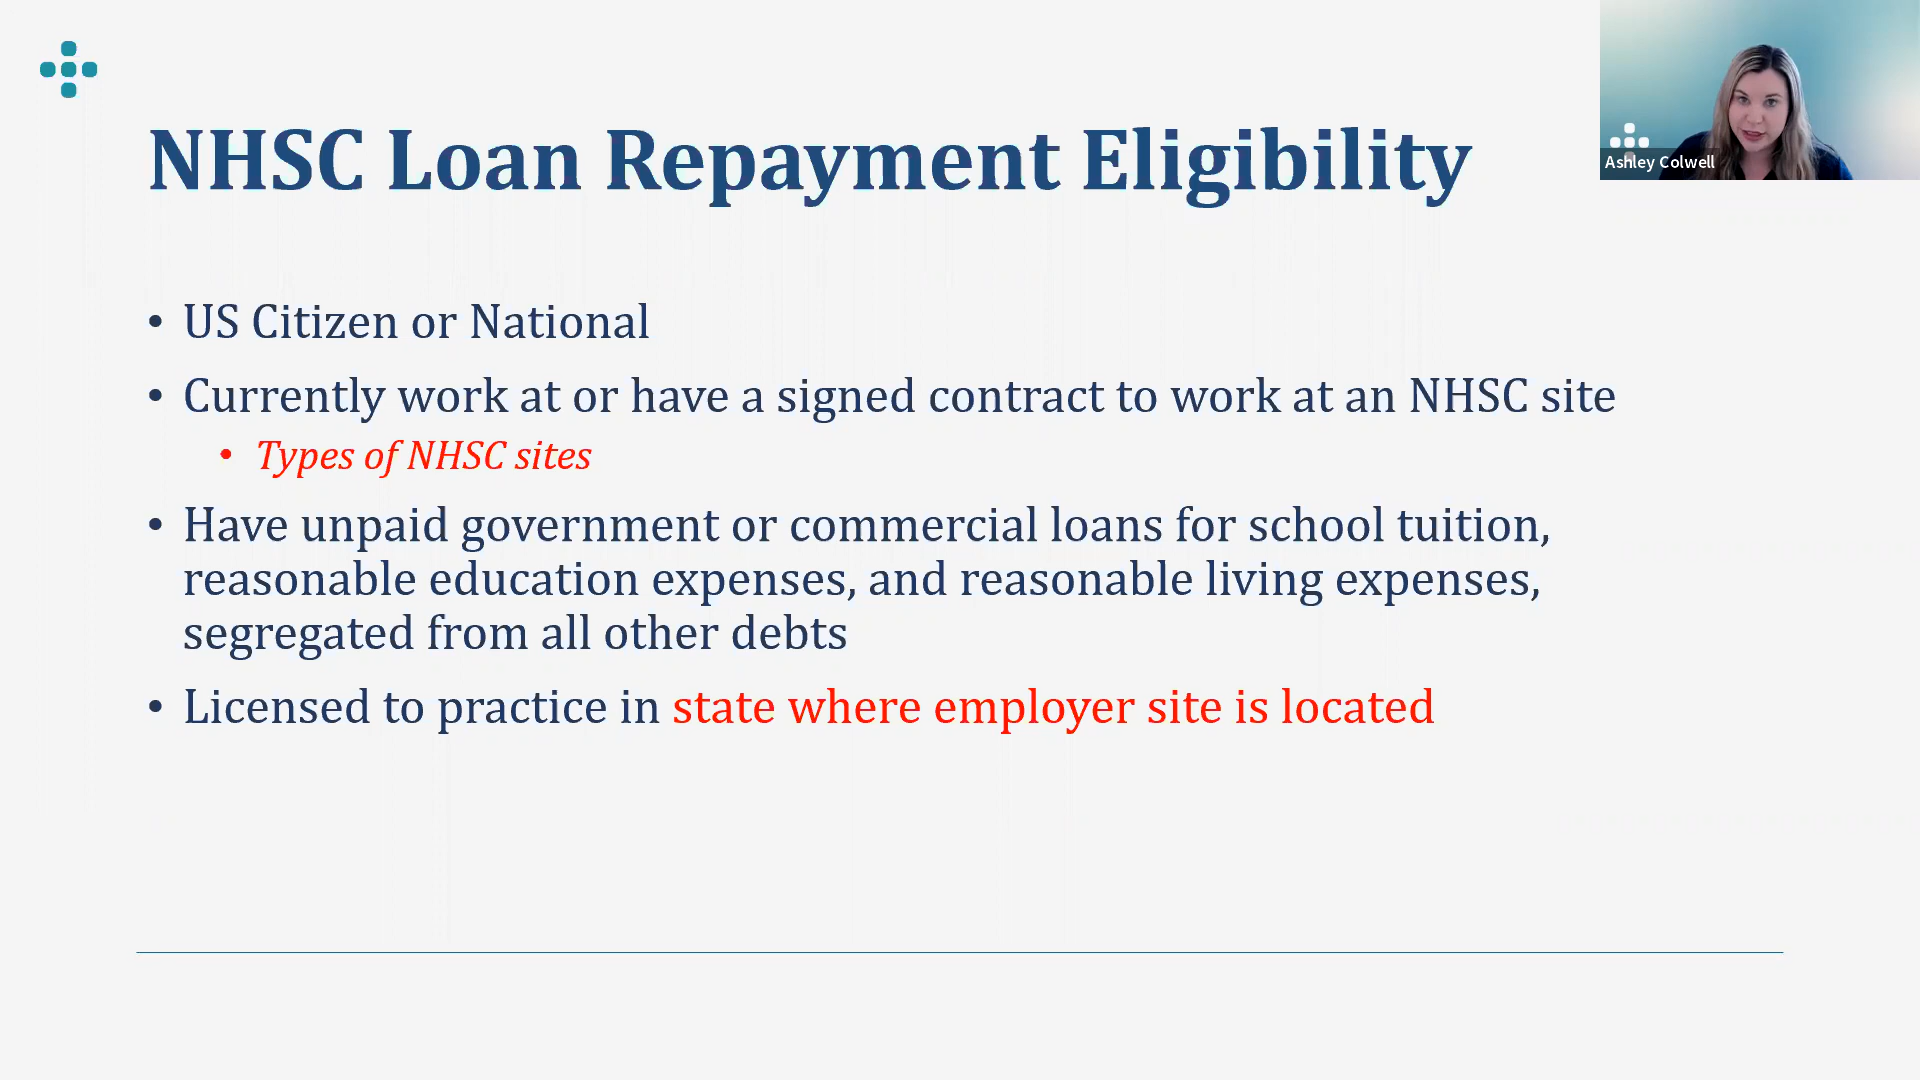 NHSC Loan Repayment Eligibility
Ashley Colwell
• US Citizen or National
• Currently work at or have a signed contract to work at an NHSC site
• Types of NHSC sites
• Have unpaid government or commercial loans for school tuition,
reasonable education expenses, and reasonable living expenses,
segregated from all other debts
• Licensed to practice in state where employer site is located